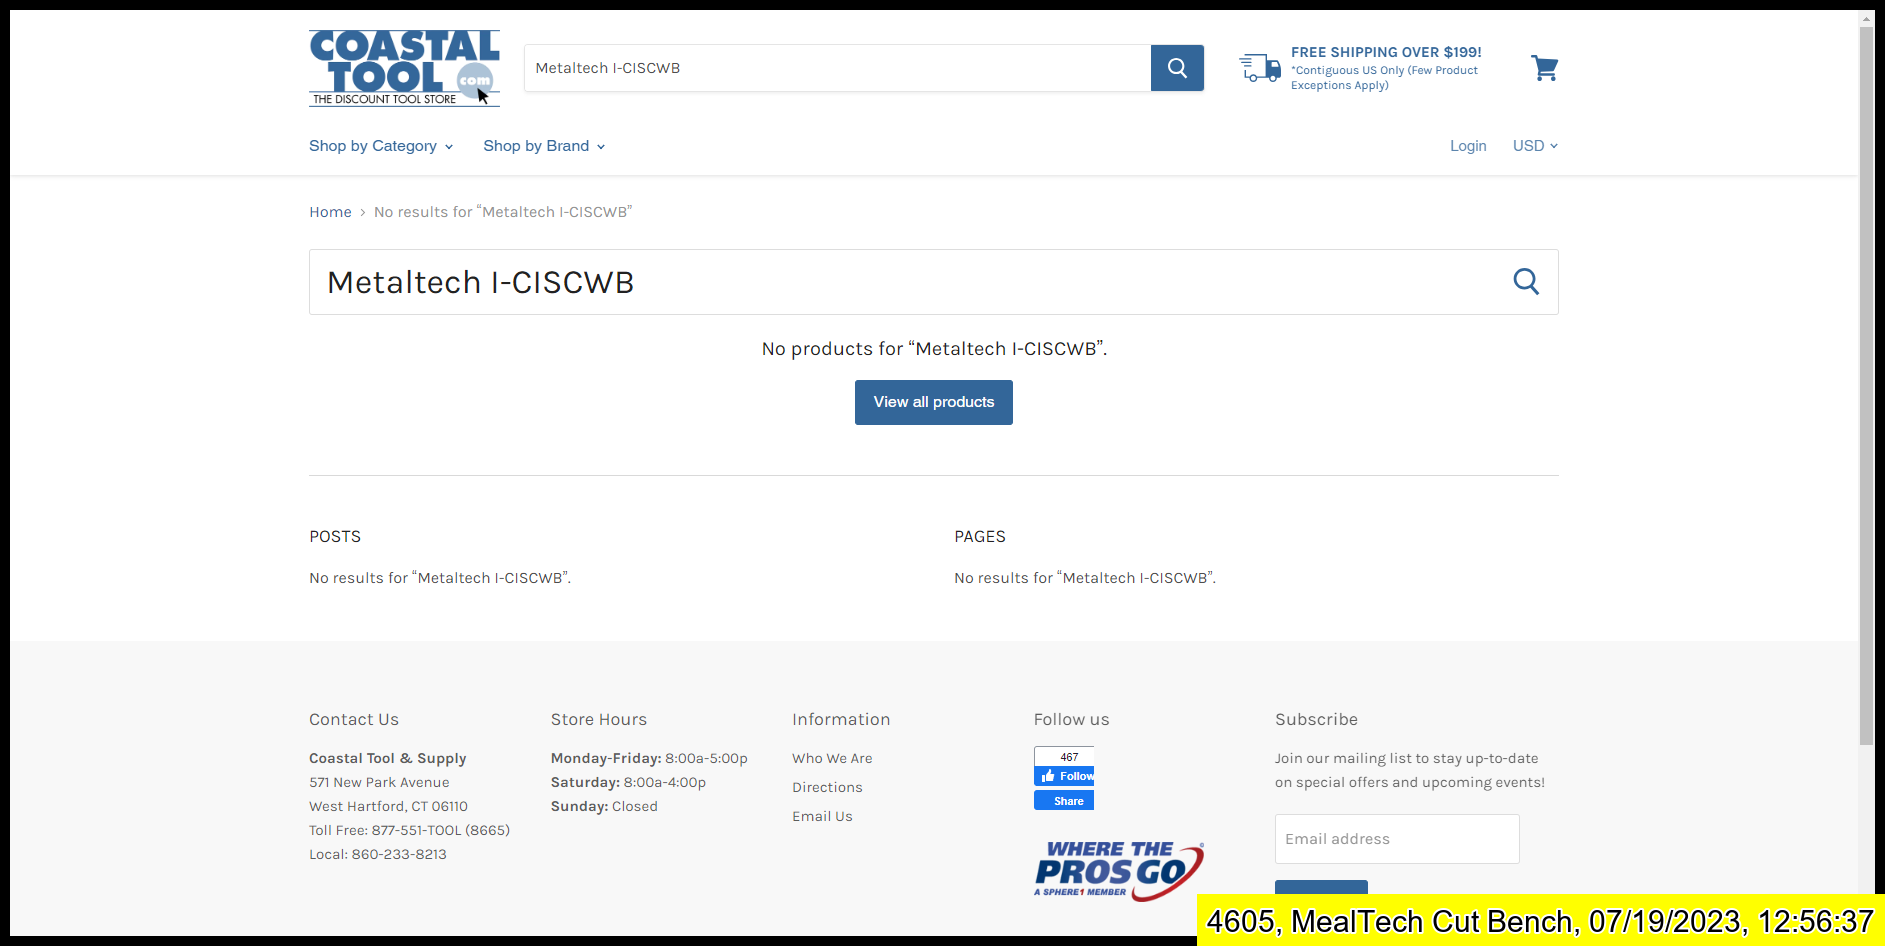 COASTAL
TOOL com
THE DISCOUNT TOOL STORE
Metaltech I-CISCWB
FREE SHIPPING OVER $199!
*Contiguous US Only (Few Product
Exceptions Apply)
Shop by Category
Shop by Brand
Login
USD
Home › No results for “Metaltech I-CISCWB”
Metaltech I-CISCWB
No products for “Metaltech I-CISCWB”.
View all products
POSTS
No results for “Metaltech I-CISCWB”.
PAGES
No results for “Metaltech I-CISCWB”.
Contact Us
Coastal Tool & Supply
571 New Park Avenue
West Hartford, CT 06110
Toll Free: 877-551-TOOL (8665)
Local: 860-233-8213
Store Hours
Monday-Friday: 8:00a-5:00p
Saturday: 8:00a-4:00p
Sunday: Closed
Information
Who We Are
Directions
Email Us
Follow us
467
Follow
Share
WHERE THE
PROS GO
A SPHERE1 MEMBER
Subscribe
Join our mailing list to stay up-to-date
on special offers and upcoming events!
Email address
4605, MealTech Cut Bench, 07/19/2023, 12:56:37